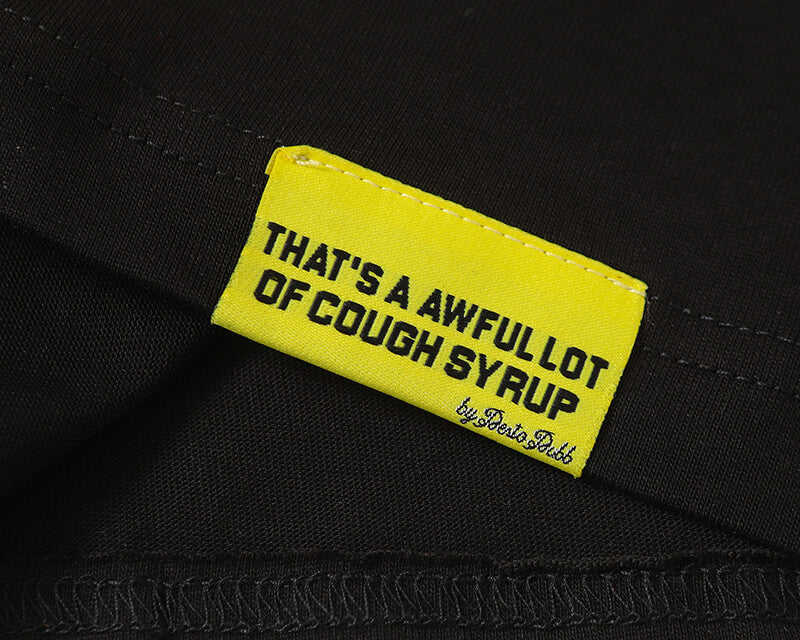 THAT'S A AWFUL LOT
OF COUGH SYRUP
by Desto Dubb